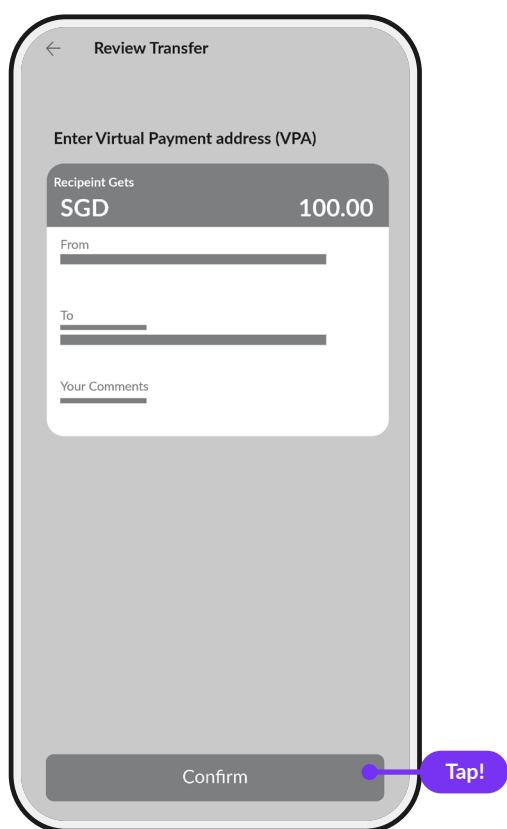 Review Transfer
Enter Virtual Payment address (VPA)
Recipeint Gets
SGD 100.00
From
To
Your Comments
Confirm
Tap!